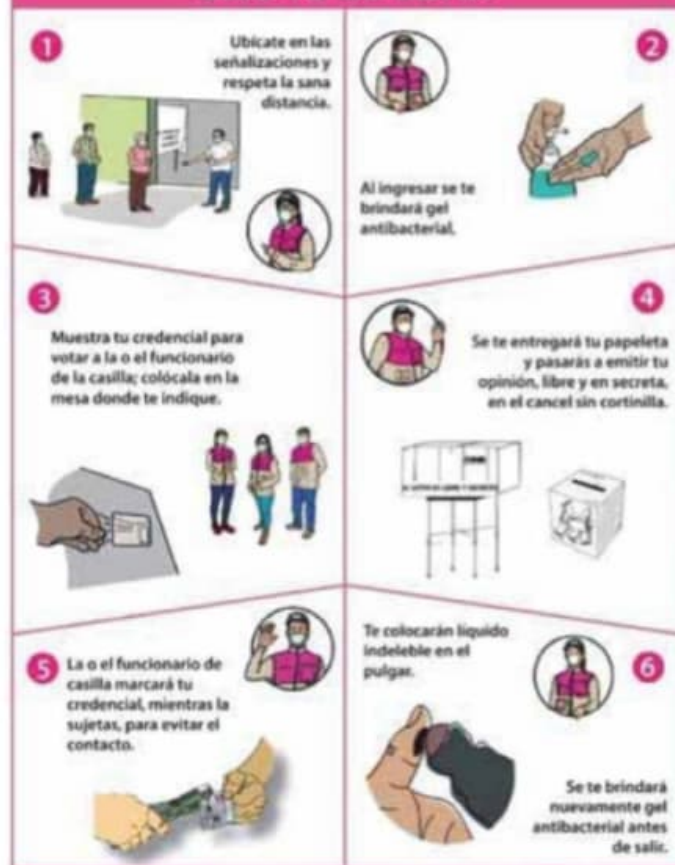 1
Ubícate en las
señalizaciones y
respeta la sana
distancia.
2
Al ingresar se te
brindará gel
antibacterial.
3
Muestra tu credencial para
votar a la o el funcionario
de la casilla; colócala en la
mesa donde te indique.
4
Se te entregará tu papeleta
y pasarás a emitir tu
opinión, libre y en secreta,
en el cancel sin cortinilla.
5
La o el funcionario de
casilla marcará tu
credencial, mientras la
sujetas, para evitar el
contacto.
6
Te colocarán líquido
indeleble en el
pulgar.
Se te brindará
nuevamente gel
antibacterial antes
de salir.